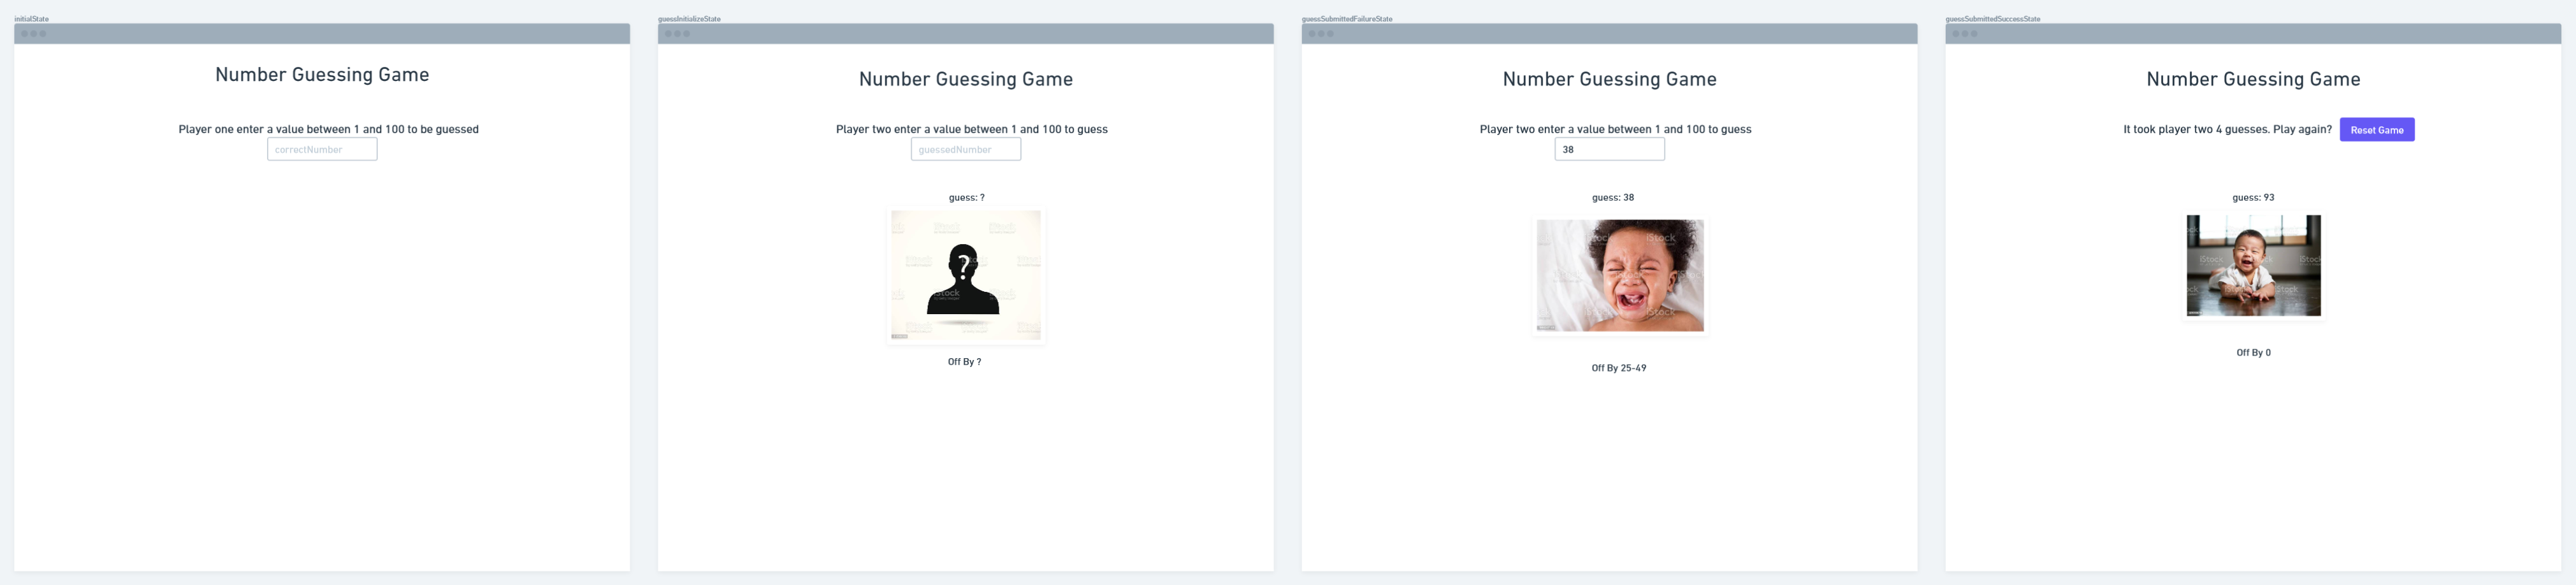 initialState
Number Guessing Game
Player one enter a value between 1 and 100 to be guessed
correctNumber
guessInitializeState
Number Guessing Game
Player two enter a value between 1 and 100 to guess
guessedNumber
guess: ?
iStock
?
Off By ?
guessSubmittedFailureState
Number Guessing Game
Player two enter a value between 1 and 100 to guess
38
guess: 38
iStock
Off By 25-49
guessSubmittedSuccessState
Number Guessing Game
It took player two 4 guesses. Play again?
Reset Game
guess: 93
iStock
Off By 0